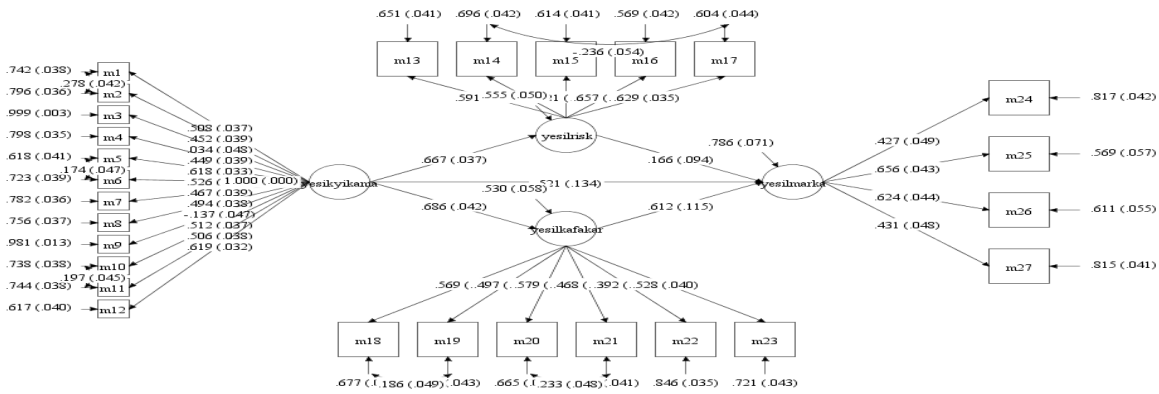 .651 (.041) .696 (.042) .614 (.041) .569 (.042) .604 (.044)
-.236 (.054)
m13 m14 m15 m16 m17
.591 .555 (.050) .657 .629 (.035)
.742 (.038) m1
.278 (.042)
.796 (.036) m2
.999 (.003) m3
.798 (.035) m4
.618 (.041) m5
.174 (.047)
.723 (.039) m6
.782 (.036) m7
.756 (.037) m8
.981 (.013) m9
.738 (.038) m10
.197 (.045)
.744 (.038) m11
.617 (.040) m12
.508 (.037)
.452 (.039)
.034 (.048)
.449 (.039)
.618 (.033)
.526 1.000 (.000)
.467 (.039)
.494 (.038)
-.137 (.047)
.512 (.037)
.506 (.038)
.619 (.032)
yesilrisk
yesilkafakar
yesilmarka
.667 (.037)
.166 (.094)
.786 (.071)
(.134)
.530 (.058)
.686 (.042)
.612 (.115)
m24 .817 (.042)
.427 (.049)
m25 .569 (.057)
.656 (.043)
.624 (.044)
m26 .611 (.055)
.431 (.048)
m27 .815 (.041)
.569 .497 .579 .468 .392 .528 (.040)
m18 m19 m20 m21 m22 m23
.677 .186 (.049) .043) .665 .233 (.048) .041) .846 (.035) .721 (.043)